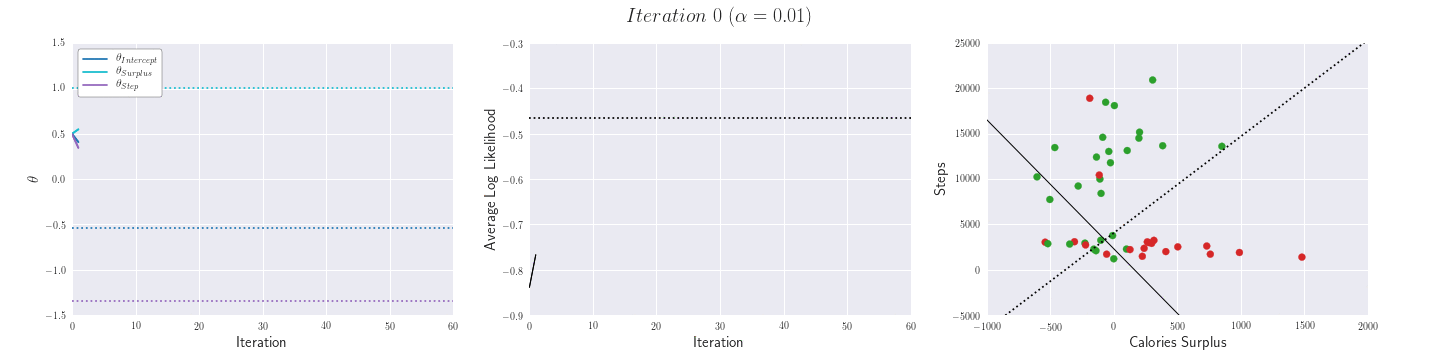 Iteration 0 (α = 0.01)
1.5
1.0
0.5
0.0
−0.5
−1.0
−1.5
θ
θIntercept
θSurplus
θStep
0 10 20 30 40 50 60
Iteration
−0.3
−0.4
−0.5
−0.6
−0.7
−0.8
−0.9
Average Log Likelihood
0 10 20 30 40 50 60
Iteration
25000
20000
15000
10000
5000
0
−5000
Steps
−1000 −500 0 500 1000 1500 2000
Calories Surplus